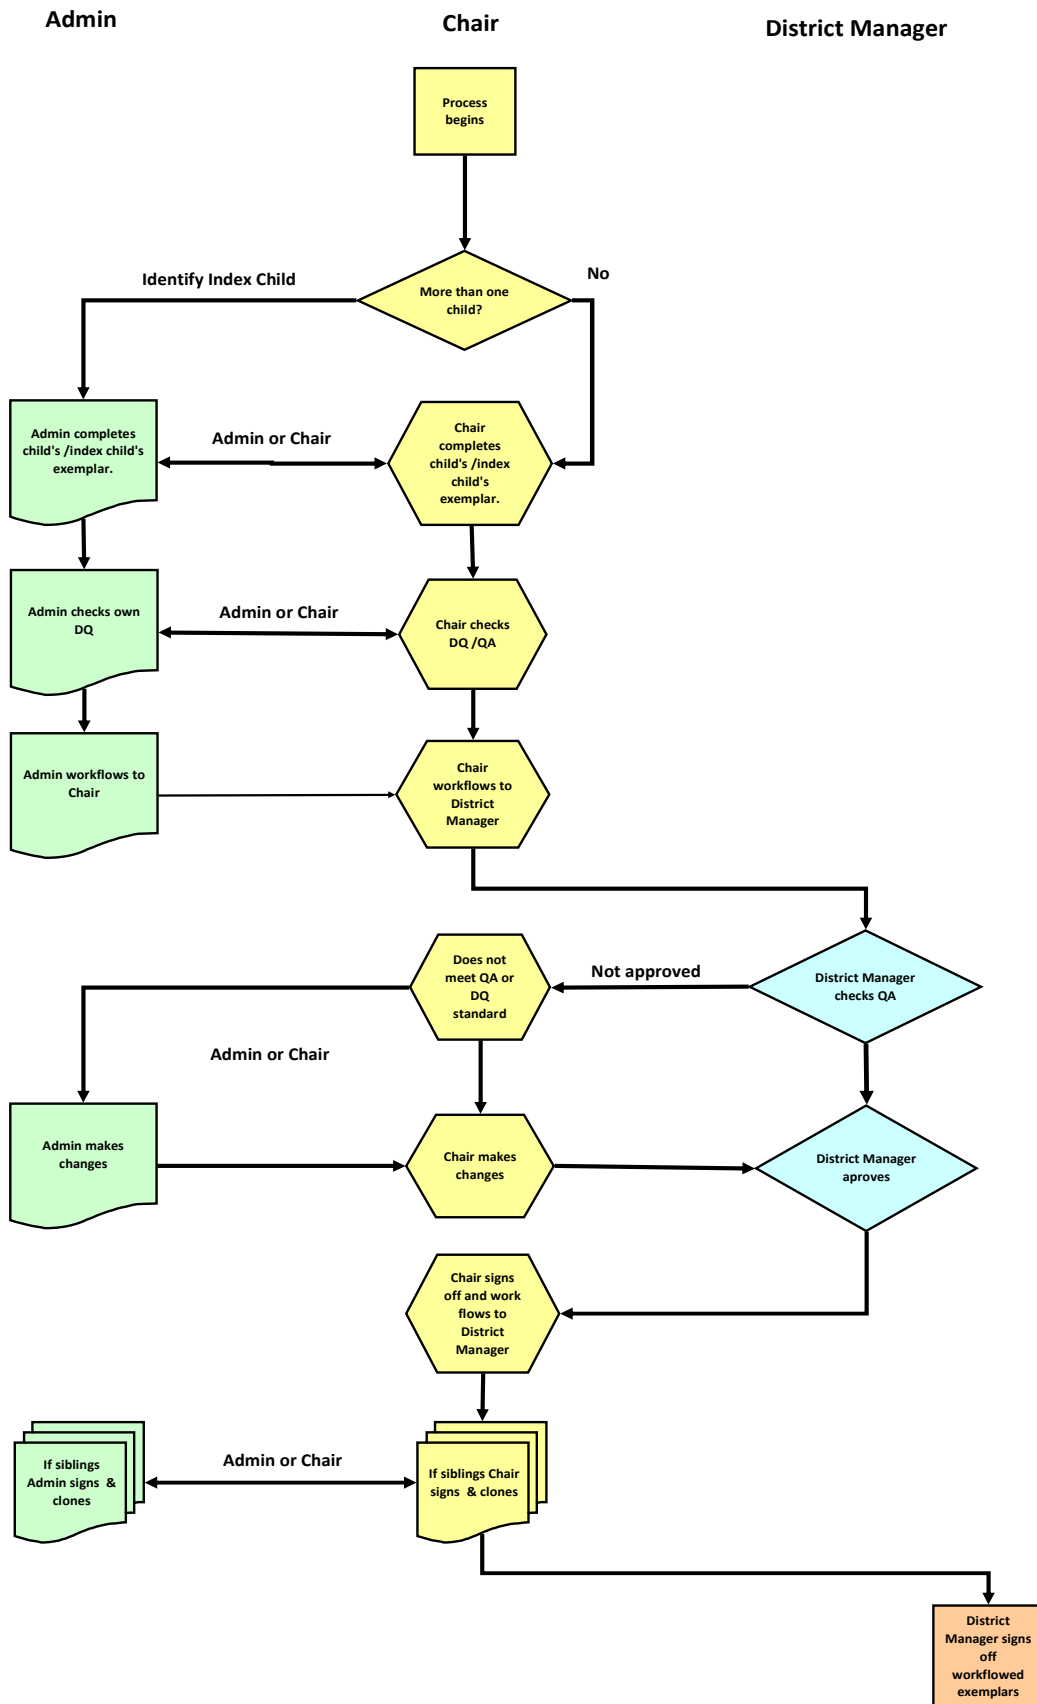 Admin
Chair
District Manager
Process
begins
Identify Index Child
No
More than one
child?
Admin completes
child's /index child's
exemplar.
Admin or Chair
Chair
completes
child's /index
child's
exemplar.
Admin checks own
DQ
Admin or Chair
Chair checks
DQ /QA
Admin workflows to
Chair
Chair
workflows to
District
Manager
Does not
meet QA or
DQ
standard
Not approved
District Manager
checks QA
Admin or Chair
Admin makes
changes
Chair makes
changes
District Manager
aproves
Chair signs
off and work
flows to
District
Manager
If siblings
Admin signs  &
clones
Admin or Chair
If siblings Chair
signs  & clones
District
Manager signs
off
workflowed
exemplars